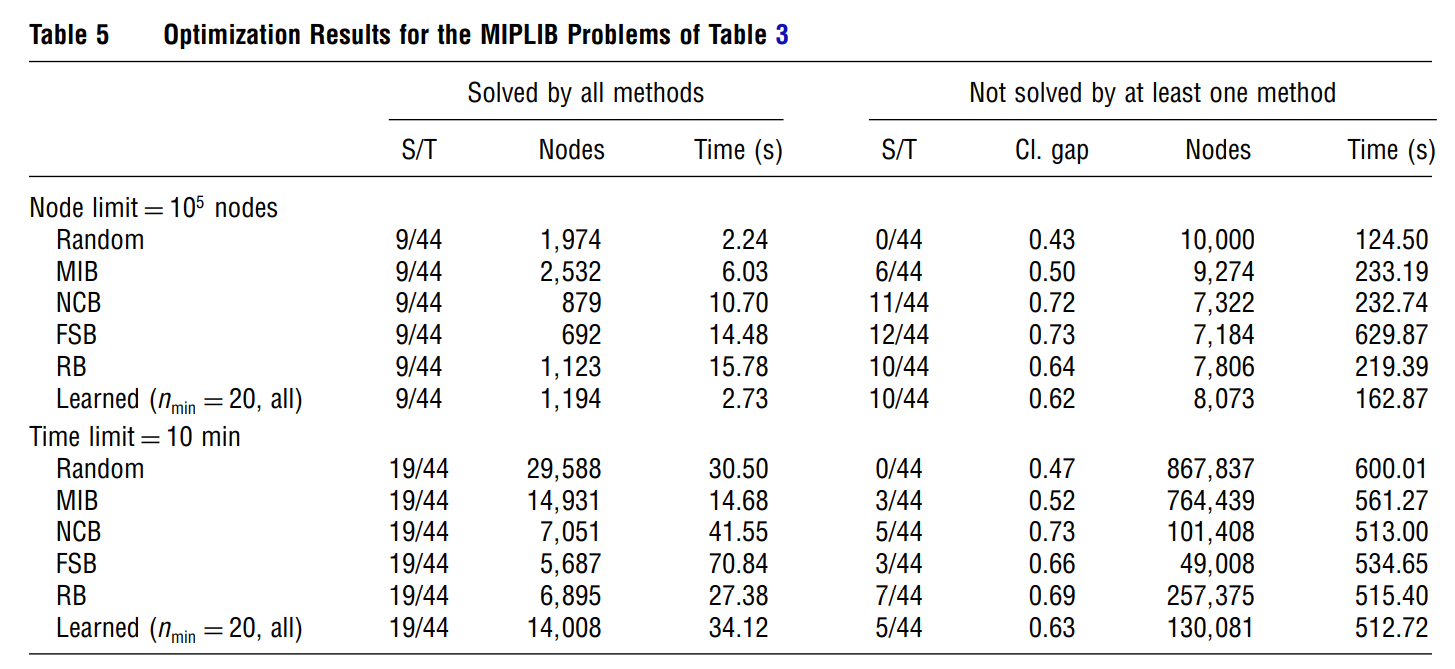 Table 5 Optimization Results for the MIPLIB Problems of Table 3
Solved by all methods Not solved by at least one method
S/T Nodes Time (s) S/T Cl. gap Nodes Time (s)
Node limit = 10⁵ nodes
Random 9/44 1,974 2.24 0/44 0.43 10,000 124.50
MIB 9/44 2,532 6.03 6/44 0.50 9,274 233.19
NCB 9/44 879 10.70 11/44 0.72 7,322 232.74
FSB 9/44 692 14.48 12/44 0.73 7,184 629.87
RB 9/44 1,123 15.78 10/44 0.64 7,806 219.39
Learned (nmin = 20, all) 9/44 1,194 2.73 10/44 0.62 8,073 162.87
Time limit = 10 min
Random 19/44 29,588 30.50 0/44 0.47 867,837 600.01
MIB 19/44 14,931 14.68 3/44 0.52 764,439 561.27
NCB 19/44 7,051 41.55 5/44 0.73 101,408 513.00
FSB 19/44 5,687 70.84 3/44 0.66 49,008 534.65
RB 19/44 6,895 27.38 7/44 0.69 257,375 515.40
Learned (nmin = 20, all) 19/44 14,008 34.12 5/44 0.63 130,081 512.72